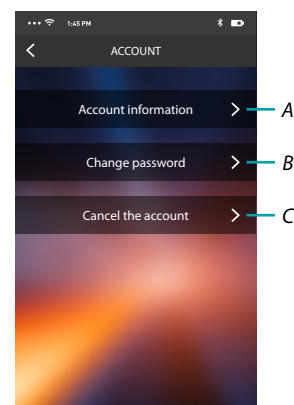 1:45 PM
ACCOUNT
Account information
A
Change password
B
Cancel the account
C